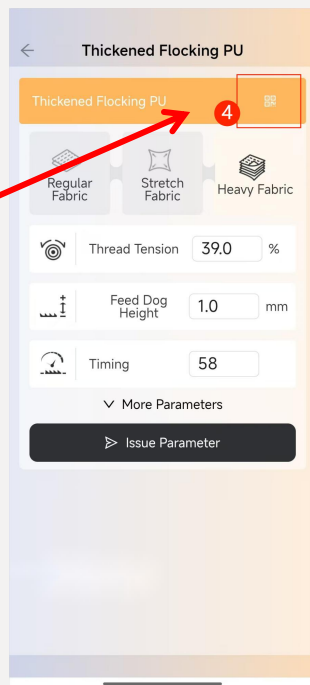 Thickened Flocking PU
Thickened Flocking PU
4
Regular
Fabric
Stretch
Fabric
Heavy Fabric
Thread Tension 39.0 %
Feed Dog
Height 1.0 mm
Timing 58
More Parameters
Issue Parameter